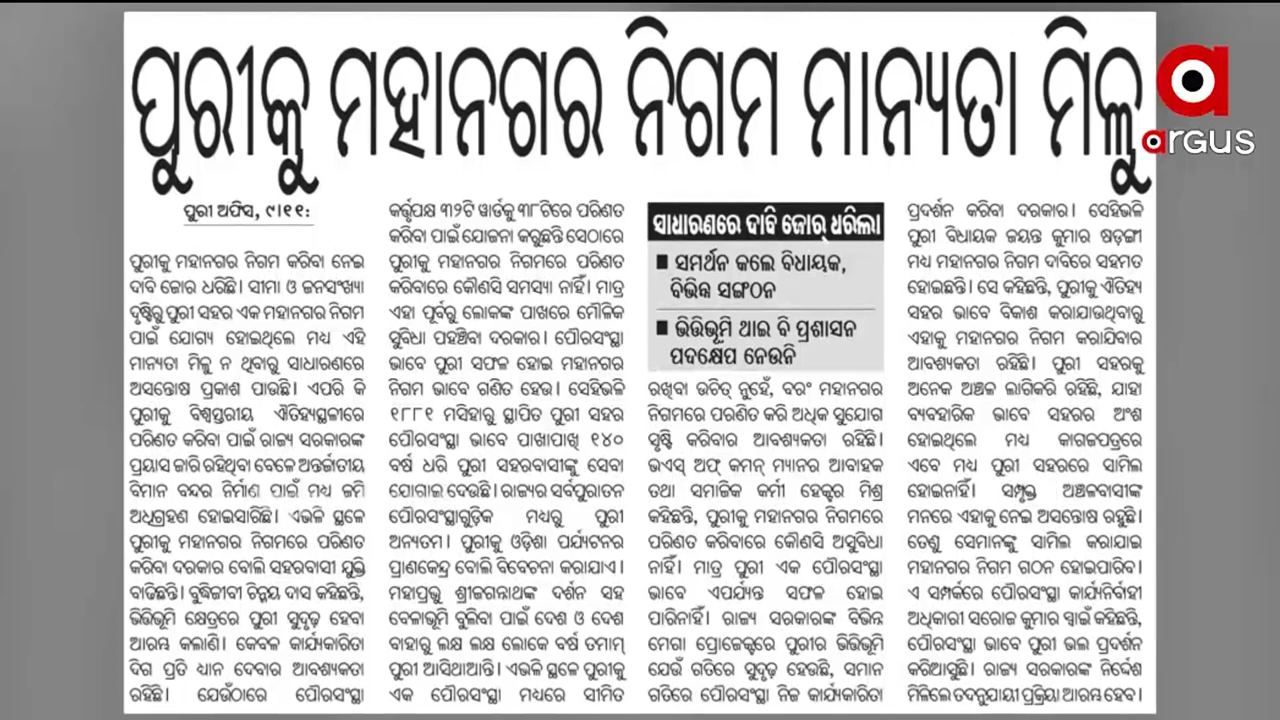 ପୁରୀକୁ ମହାନଗର ନିଗମ ମାନ୍ୟତା ମିଳୁ
argus
ପୁରୀ ଅଫିସ, ୯।୧୧:
ପୁରୀକୁ ମହାନଗର ନିଗମ କରିବା ନେଇ
ଦାବି ଜୋର ଧରିଛି। ସୀମା ଓ ଜନସଂଖ୍ୟା
ଦୃଷ୍ଟିରୁ ପୁରୀ ସହର ଏକ ମହାନଗର ନିଗମ
ପାଇଁ ଯୋଗ୍ୟ ହୋଇଥିଲେ ମଧ୍ୟ ଏହି
ମାନ୍ୟତା ମିଳୁ ନ ଥିବାରୁ ସାଧାରଣରେ
ଅସନ୍ତୋଷ ପ୍ରକାଶ ପାଉଛି। ଏପରି କି
ପୁରୀକୁ ବିଶ୍ୱସ୍ତରୀୟ ଐତିହ୍ୟସ୍ଥଳୀରେ
ପରିଣତ କରିବା ପାଇଁ ରାଜ୍ୟ ସରକାରଙ୍କ
ପ୍ରୟାସ ଜାରି ରହିଥିବା ବେଳେ ଅନ୍ତର୍ଜାତୀୟ
ବିମାନ ବନ୍ଦର ନିର୍ମାଣ ପାଇଁ ମଧ୍ୟ ଜମି
ଅଧିଗ୍ରହଣ ହୋଇସାରିଛି। ଏଭଳି ସ୍ଥଳେ
ପୁରୀକୁ ମହାନଗର ନିଗମରେ ପରିଣତ
କରିବା ଦରକାର ବୋଲି ସହରବାସୀ ଯୁକ୍ତି
ବାଢିଛନ୍ତି। ବୁଦ୍ଧିଜୀବୀ ଚିନ୍ମୟ ଦାସ କହିଛନ୍ତି,
ଭିତ୍ତିଭୂମି କ୍ଷେତ୍ରରେ ପୁରୀ ସୁଦୃଢ଼ ହେବା
ଆରମ୍ଭ କଲାଣି। କେବଳ କାର୍ଯ୍ୟକାରିତା
ଦିଗ ପ୍ରତି ଧ୍ୟାନ ଦେବାର ଆବଶ୍ୟକତା
ରହିଛି। ଯେଉଁଠାରେ ପୌରସଂସ୍ଥା
କର୍ତ୍ତୃପକ୍ଷ ୩୨ଟି ୱାର୍ଡକୁ ୩୮ଟିରେ ପରିଣତ
କରିବା ପାଇଁ ଯୋଜନା କରୁଛନ୍ତି ସେଠାରେ
ପୁରୀକୁ ମହାନଗର ନିଗମରେ ପରିଣତ
କରିବାରେ କୌଣସି ସମସ୍ୟା ନାହିଁ। ମାତ୍ର
ଏହା ପୂର୍ବରୁ ଲୋକଙ୍କ ପାଖରେ ମୌଳିକ
ସୁବିଧା ପହଞ୍ଚିବା ଦରକାର। ପୌରସଂସ୍ଥା
ଭାବେ ପୁରୀ ସଫଳ ହୋଇ ମହାନଗର
ନିଗମ ଭାବେ ଗଣିତ ହେଉ। ସେହିଭଳି
୧୮୮୧ ମସିହାରୁ ସ୍ଥାପିତ ପୁରୀ ସହର
ପୌରସଂସ୍ଥା ଭାବେ ପାଖାପାଖି ୧୪୦
ବର୍ଷ ଧରି ପୁରୀ ସହରବାସୀଙ୍କୁ ସେବା
ଯୋଗାଇ ଦେଉଛି। ରାଜ୍ୟର ସର୍ବପୁରାତନ
ପୌରସଂସ୍ଥାଗୁଡ଼ିକ ମଧ୍ୟରୁ ପୁରୀ
ଅନ୍ୟତମ। ପୁରୀକୁ ଓଡ଼ିଶା ପର୍ଯ୍ୟଟନର
ପ୍ରାଣକେନ୍ଦ୍ର ବୋଲି ବିବେଚନା କରାଯାଏ।
ମହାପ୍ରଭୁ ଶ୍ରୀଜଗନ୍ନାଥଙ୍କ ଦର୍ଶନ ସହ
ବେଳାଭୂମି ବୁଲିବା ପାଇଁ ଦେଶ ଓ ଦେଶ
ବାହାରୁ ଲକ୍ଷ ଲକ୍ଷ ଲୋକେ ବର୍ଷ ତମାମ୍
ପୁରୀ ଆସିଥାଆନ୍ତି। ଏଭଳି ସ୍ଥଳେ ପୁରୀକୁ
ଏକ ପୌରସଂସ୍ଥା ମଧ୍ୟରେ ସୀମିତ
ସାଧାରଣରେ ଦାବି ଜୋର୍ ଧରିଲା
■ ସମର୍ଥନ କଲେ ବିଧାୟକ,
ବିଭିନ୍ନ ସଙ୍ଗଠନ
■ ଭିତ୍ତିଭୂମି ଥାଇ ବି ପ୍ରଶାସନ
ପଦକ୍ଷେପ ନେଉନି
ରଖିବା ଉଚିତ୍ ନୁହେଁ, ବରଂ ମହାନଗର
ନିଗମରେ ପରଣିତ କରି ଅଧିକ ସୁଯୋଗ
ସୃଷ୍ଟି କରିବାର ଆବଶ୍ୟକତା ରହିଛି।
ଭଏସ୍ ଅଫ୍ କମନ୍ ମ୍ୟାନର ଆବାହକ
ତଥା ସମାଜିକ କର୍ମୀ ହେକ୍ଟର ମିଶ୍ର
କହିଛନ୍ତି, ପୁରୀକୁ ମହାନଗର ନିଗମରେ
ପରିଣତ କରିବାରେ କୌଣସି ଅସୁବିଧା
ନାହିଁ। ମାତ୍ର ପୁରୀ ଏକ ପୌରସଂସ୍ଥା
ଭାବେ ଏପର୍ଯ୍ୟନ୍ତ ସଫଳ ହୋଇ
ପାରିନାହିଁ। ରାଜ୍ୟ ସରକାରଙ୍କ ବିଭିନ୍ନ
ମେଗା ପ୍ରୋଜେକ୍ଟରେ ପୁରୀର ଭିତ୍ତିଭୂମି
ଯେଉଁ ଗତିରେ ସୁଦୃଢ଼ ହେଉଛି, ସମାନ
ଗତିରେ ପୌରସଂସ୍ଥା ନିଜ କାର୍ଯ୍ୟକାରିତା
ପ୍ରଦର୍ଶନ କରିବା ଦରକାର। ସେହିଭଳି
ପୁରୀ ବିଧାୟକ ଜୟନ୍ତ କୁମାର ଷଡ଼ଙ୍ଗୀ
ମଧ୍ୟ ମହାନଗର ନିଗମ ଦାବିରେ ସହମତ
ହୋଇଛନ୍ତି। ସେ କହିଛନ୍ତି, ପୁରୀକୁ ଐତିହ୍ୟ
ସହର ଭାବେ ବିକାଶ କରାଯାଉଥିବାରୁ
ଏହାକୁ ମହାନଗର ନିଗମ କରାଯିବାର
ଆବଶ୍ୟକତା ରହିଛି। ପୁରୀ ସହରକୁ
ଅନେକ ଅଞ୍ଚଳ ଲାଗିକରି ରହିଛି, ଯାହା
ବ୍ୟବହାରିକ ଭାବେ ସହରର ଅଂଶ
ହୋଇଥିଲେ ମଧ୍ୟ କାଗଜପତ୍ରରେ
ଏବେ ମଧ୍ୟ ପୁରୀ ସହରରେ ସାମିଲ
ହୋଇନାହିଁ। ସମ୍ପୃକ୍ତ ଅଞ୍ଚଳବାସୀଙ୍କ
ମନରେ ଏହାକୁ ନେଇ ଅସନ୍ତୋଷ ରହୁଛି।
ତେଣୁ ସେମାନଙ୍କୁ ସାମିଲ କରାଯାଇ
ମହାନଗର ନିଗମ ଗଠନ ହୋଇପାରିବ।
ଏ ସମ୍ପର୍କରେ ପୌରସଂସ୍ଥା କାର୍ଯ୍ୟନିର୍ବାହୀ
ଅଧିକାରୀ ସରୋଜ କୁମାର ସ୍ୱାଇଁ କହିଛନ୍ତି,
ପୌରସଂସ୍ଥା ଭାବେ ପୁରୀ ଭଲ ପ୍ରଦର୍ଶନ
କରିଆସୁଛି। ରାଜ୍ୟ ସରକାରଙ୍କ ନିର୍ଦ୍ଦେଶ
ମିଳିଲେ ତଦନୁଯାୟୀ ପ୍ରକ୍ରିୟା ଆରମ୍ଭ ହେବ।